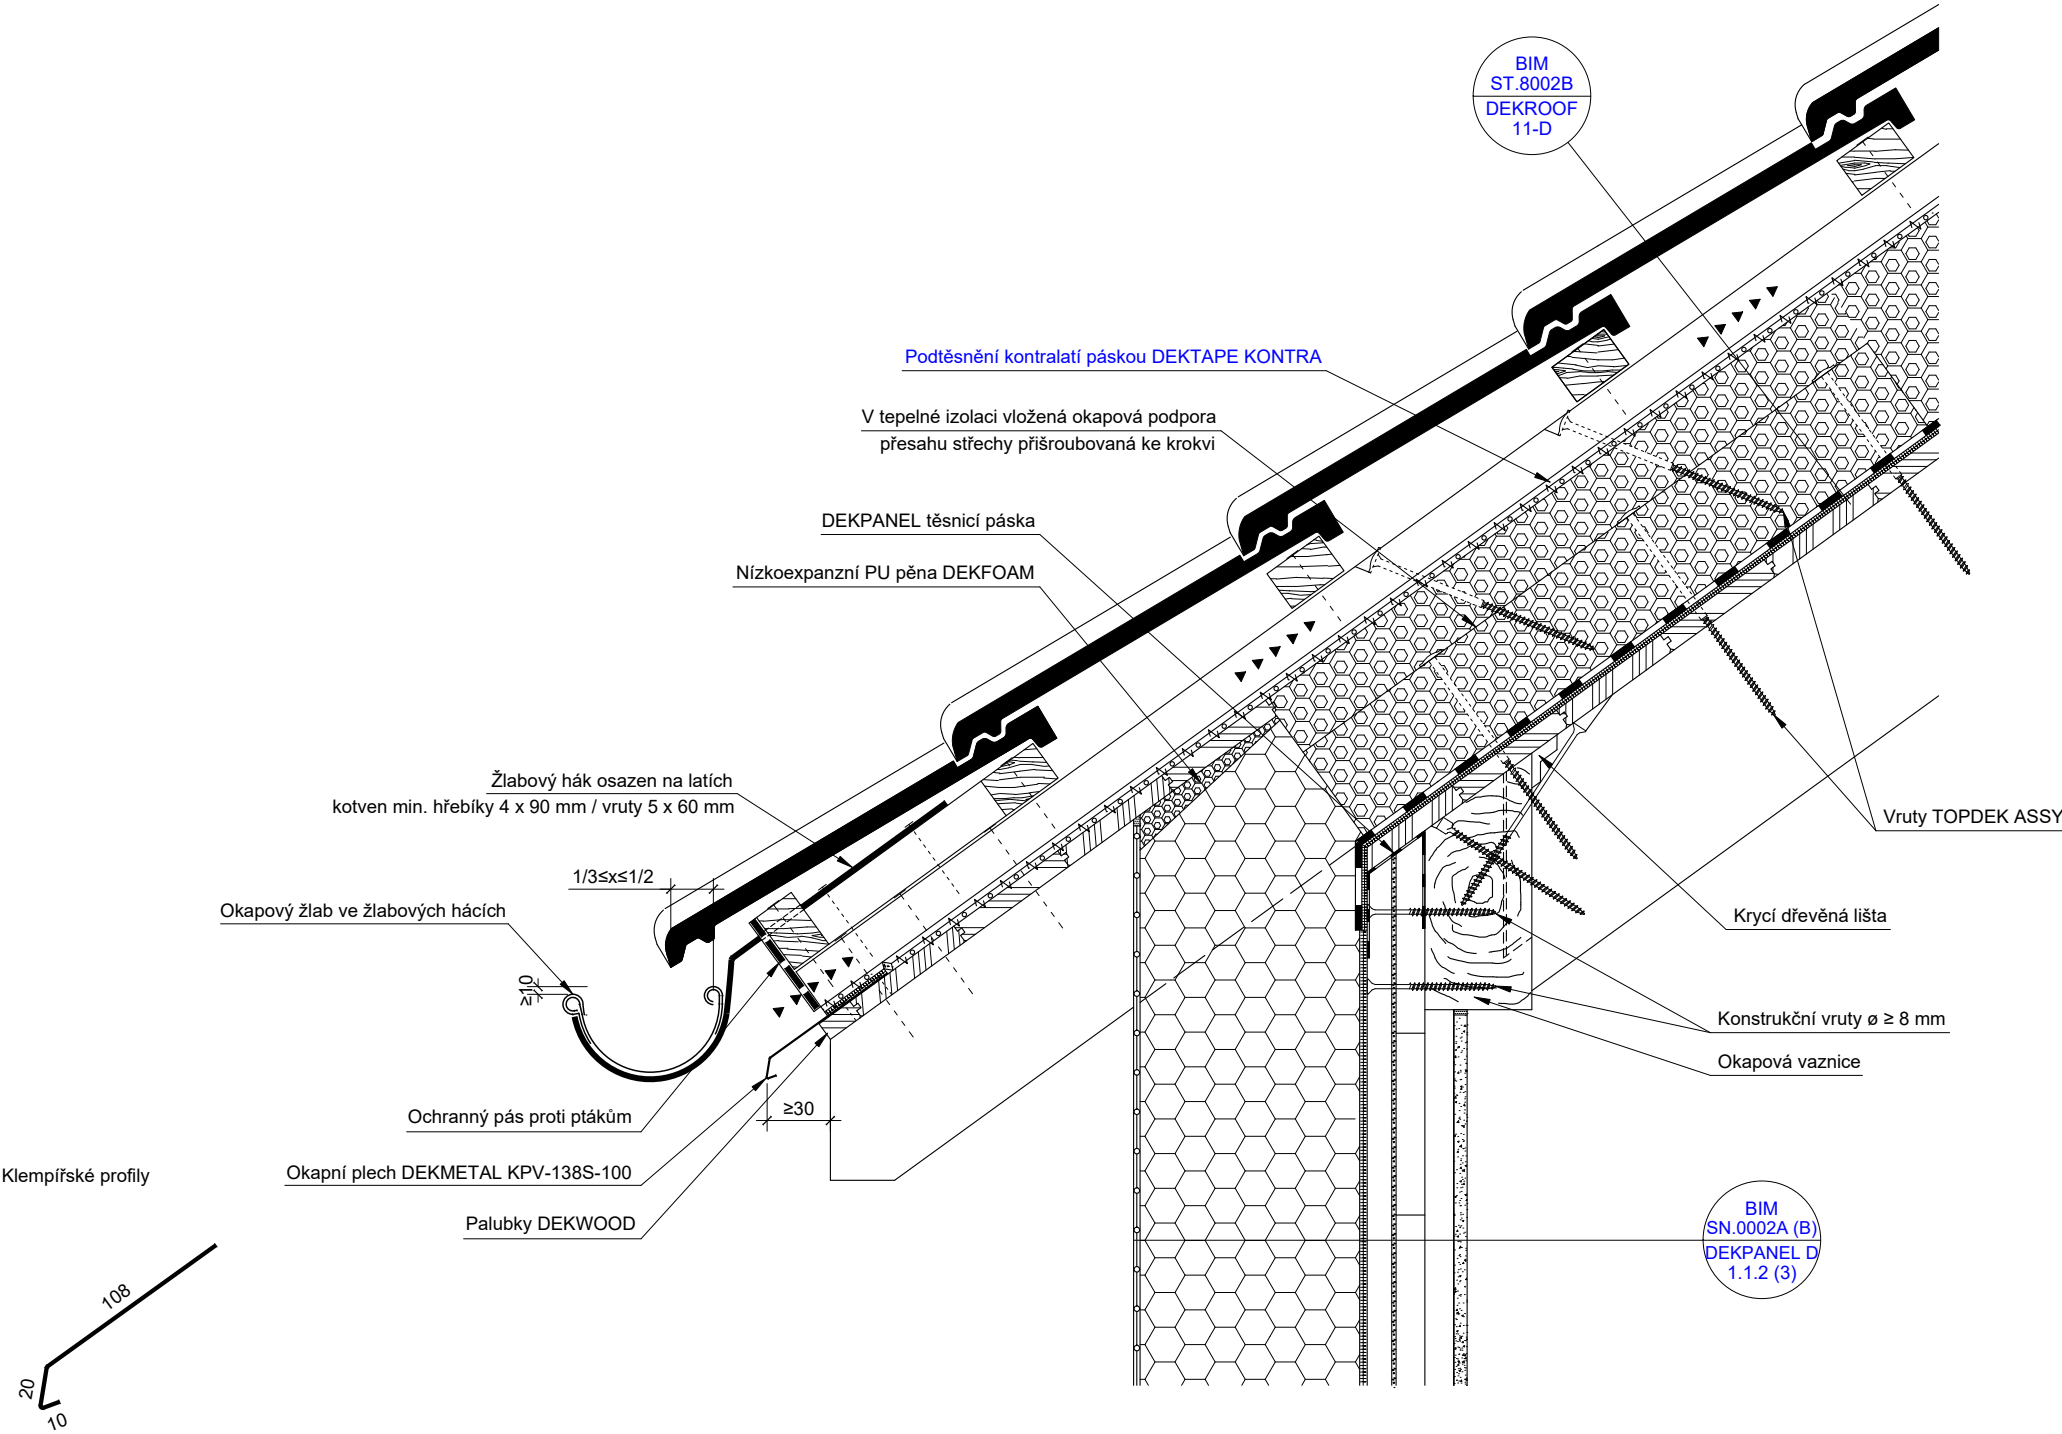 BIM
ST.8002B
DEKROOF
11-D
Podtěsnění kontralatí páskou DEKTAPE KONTRA
V tepelné izolaci vložená okapová podpora
přesahu střechy přišroubovaná ke krokvi
DEKPANEL těsnicí páska
Nízkoexpanzní PU pěna DEKFOAM
Žlabový hák osazen na latích
kotven min. hřebíky 4 x 90 mm / vruty 5 x 60 mm
Vruty TOPDEK ASSY
1/3≤x≤1/2
Okapový žlab ve žlabových hácích
Krycí dřevěná lišta
≥10
Konstrukční vruty ø ≥ 8 mm
Okapová vaznice
≥30
Ochranný pás proti ptákům
Klempířské profily
Okapní plech DEKMETAL KPV-138S-100
Palubky DEKWOOD
BIM
SN.0002A (B)
DEKPANEL D
1.1.2 (3)
108
20
10